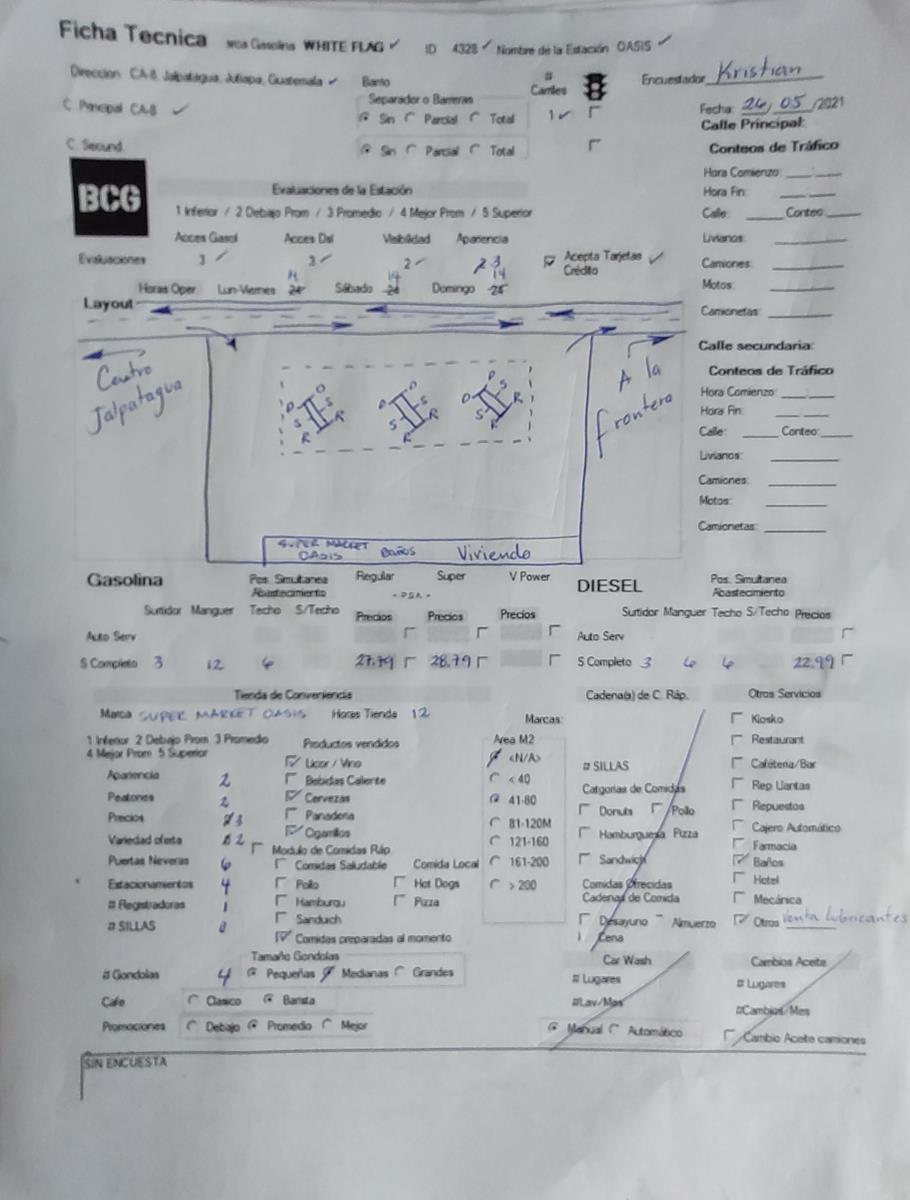 Ficha Tecnica arca Gasolina WHITE FLAG ✓ ID 4328 ✓ Nombre de la Estación OASIS ✓
Direccion CA-8, Jalpatagua, Jutiapa, Guatemala ✓ Barrio # Carriles Encuestador Kristian
C. Principal CA-8 ✓ Separador o Barreras
Sin Parcial Total 1 ✓ Fecha: 26/05/2021
C. Secund. Sin Parcial Total
Calle Principal:
Conteos de Tráfico
Hora Comienzo:
Hora Fin:
Calle: Conteo:
Livianos:
Camiones:
Motos:
Camionetas:
BCG
Evaluaciones de la Estación
1 Inferior / 2 Debajo Prom / 3 Promedio / 4 Mejor Prom / 5 Superior
Acces Gasol Acces Dsl Visibilidad Apariencia
Evaluaciones 3 ✓ 3 ✓ 2 ✓ 2 3 Acepta Tarjetas Crédito ✓
14 14 14
Horas Oper Lun-Viernes 24 Sábado 24 Domingo
Layout
Centro Jalpatagua
A la frontera
D D D D D D
S S S S S S
R R R R R R
SUPER MARKET OASIS BAÑOS Viviendo
Calle secundaria:
Conteos de Tráfico
Hora Comienzo:
Hora Fin:
Calle: Conteo:
Livianos:
Camiones:
Motos:
Camionetas:
Gasolina Pos. Simultanea Abastecimiento Regular Super V Power
Surtidor Manguer Techo S/Techo Precios Precios Precios
Auto Serv
S Completo 3 12 6 27.79 28.79
DIESEL Pos. Simultanea Abastecimiento
Surtidor Manguer Techo S/Techo Precios
Auto Serv
S Completo 3 6 6 22.99
Tienda de Conveniencia
Marca SUPER MARKET OASIS Horas Tienda 12
1 Inferior 2 Debajo Prom 3 Promedio
4 Mejor Prom 5 Superior
Apariencia 2
Peatones 2
Precios 3
Variedad oferta 2
Puertas Neveras 6
Estacionamientos 4
# Registradoras 1
# SILLAS 0
# Gondolas 4
Productos vendidos
Licor / Vino
Bebidas Caliente
Cervezas
Panaderia
Cigarrillos
Modulo de Comidas Ráp.
Comidas Saludable Comida Local
Pollo Hot Dogs
Hamburgu Pizza
Sanduich
Comidas preparadas al momento
Tamaño Gondolas
Pequeñas Medianas Grandes
Cafe Clasico Barista
Promociones Debajo Promedio Mejor
Marcas:
Area M2
<N/A>
< 40
41-80
81-120M
121-160
161-200
> 200
Cadena(s) de C. Ráp.
# SILLAS
Catgorias de Comidas
Donuts Pollo
Hamburguesa Pizza
Sandwich
Comidas Ofrecidas
Cadenas de Comida
Desayuno Almuerzo
Cena
Car Wash
# Lugares
#Lav/Mes
Manual Automático
Otros Servicios
Kiosko
Restaurant
Cafeteria/Bar
Rep Llantas
Repuestos
Cajero Automático
Farmacia
Baños
Hotel
Mecánica
Otros Venta Lubricantes
Cambios Aceite
# Lugares
#Cambios/Mes
Cambio Aceite camiones
SIN ENCUESTA